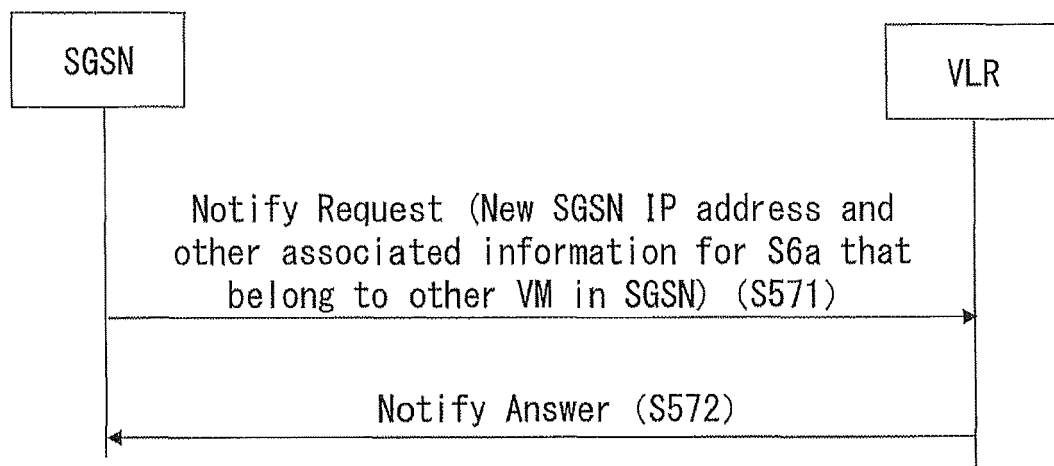 SGSN
VLR
Notify Request (New SGSN IP address and
other associated information for S6a that
belong to other VM in SGSN) (S571)
Notify Answer (S572)